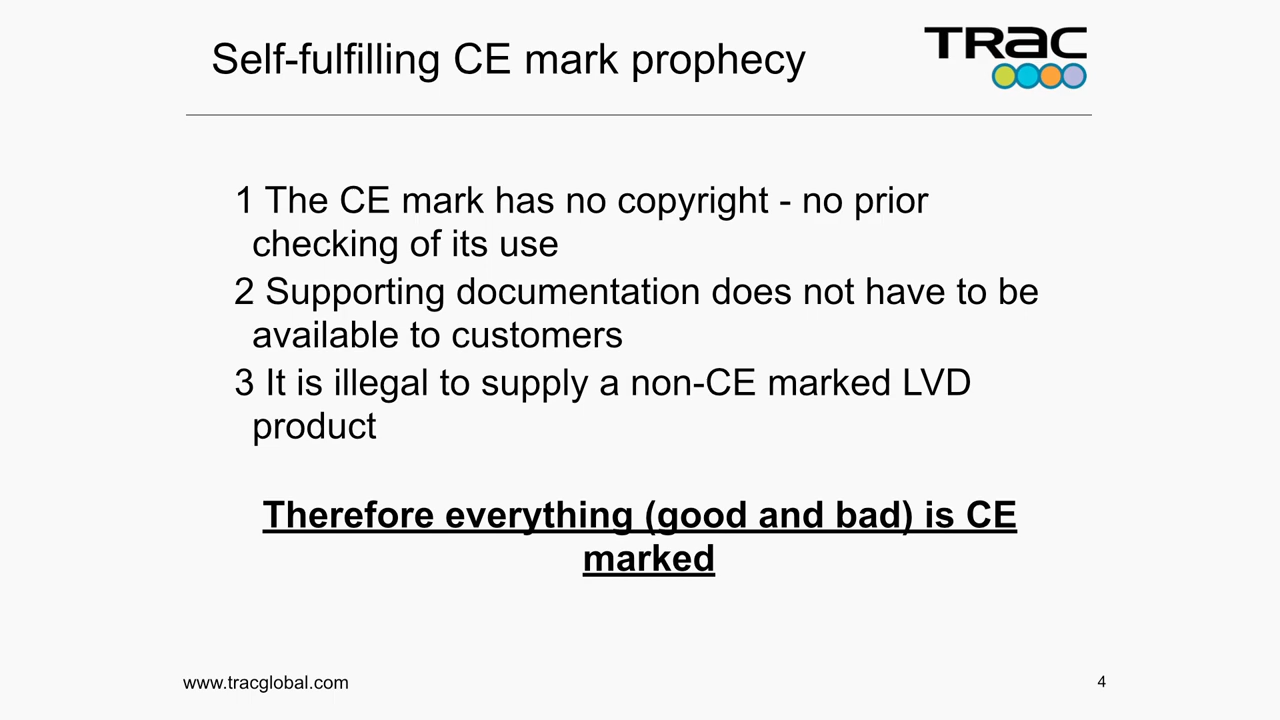 Self-fulfilling CE mark prophecy
TRAC
1 The CE mark has no copyright - no prior
checking of its use
2 Supporting documentation does not have to be
available to customers
3 It is illegal to supply a non-CE marked LVD
product
Therefore everything (good and bad) is CE
marked
www.tracglobal.com
4